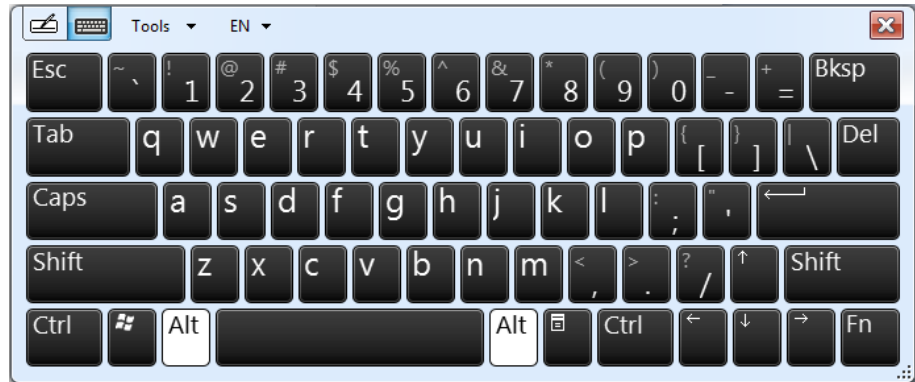 Tools EN
Esc ~ ` ! 1 @ 2 # 3 $ 4 % 5 ^ 6 & 7 * 8 ( 9 ) 0 _ - + = Bksp
Tab q w e r t y u i o p { [ } ] | \ Del
Caps a s d f g h j k l : ; " '
Shift z x c v b n m < , > . ? / ↑ Shift
Ctrl Alt Alt Ctrl ← ↓ → Fn